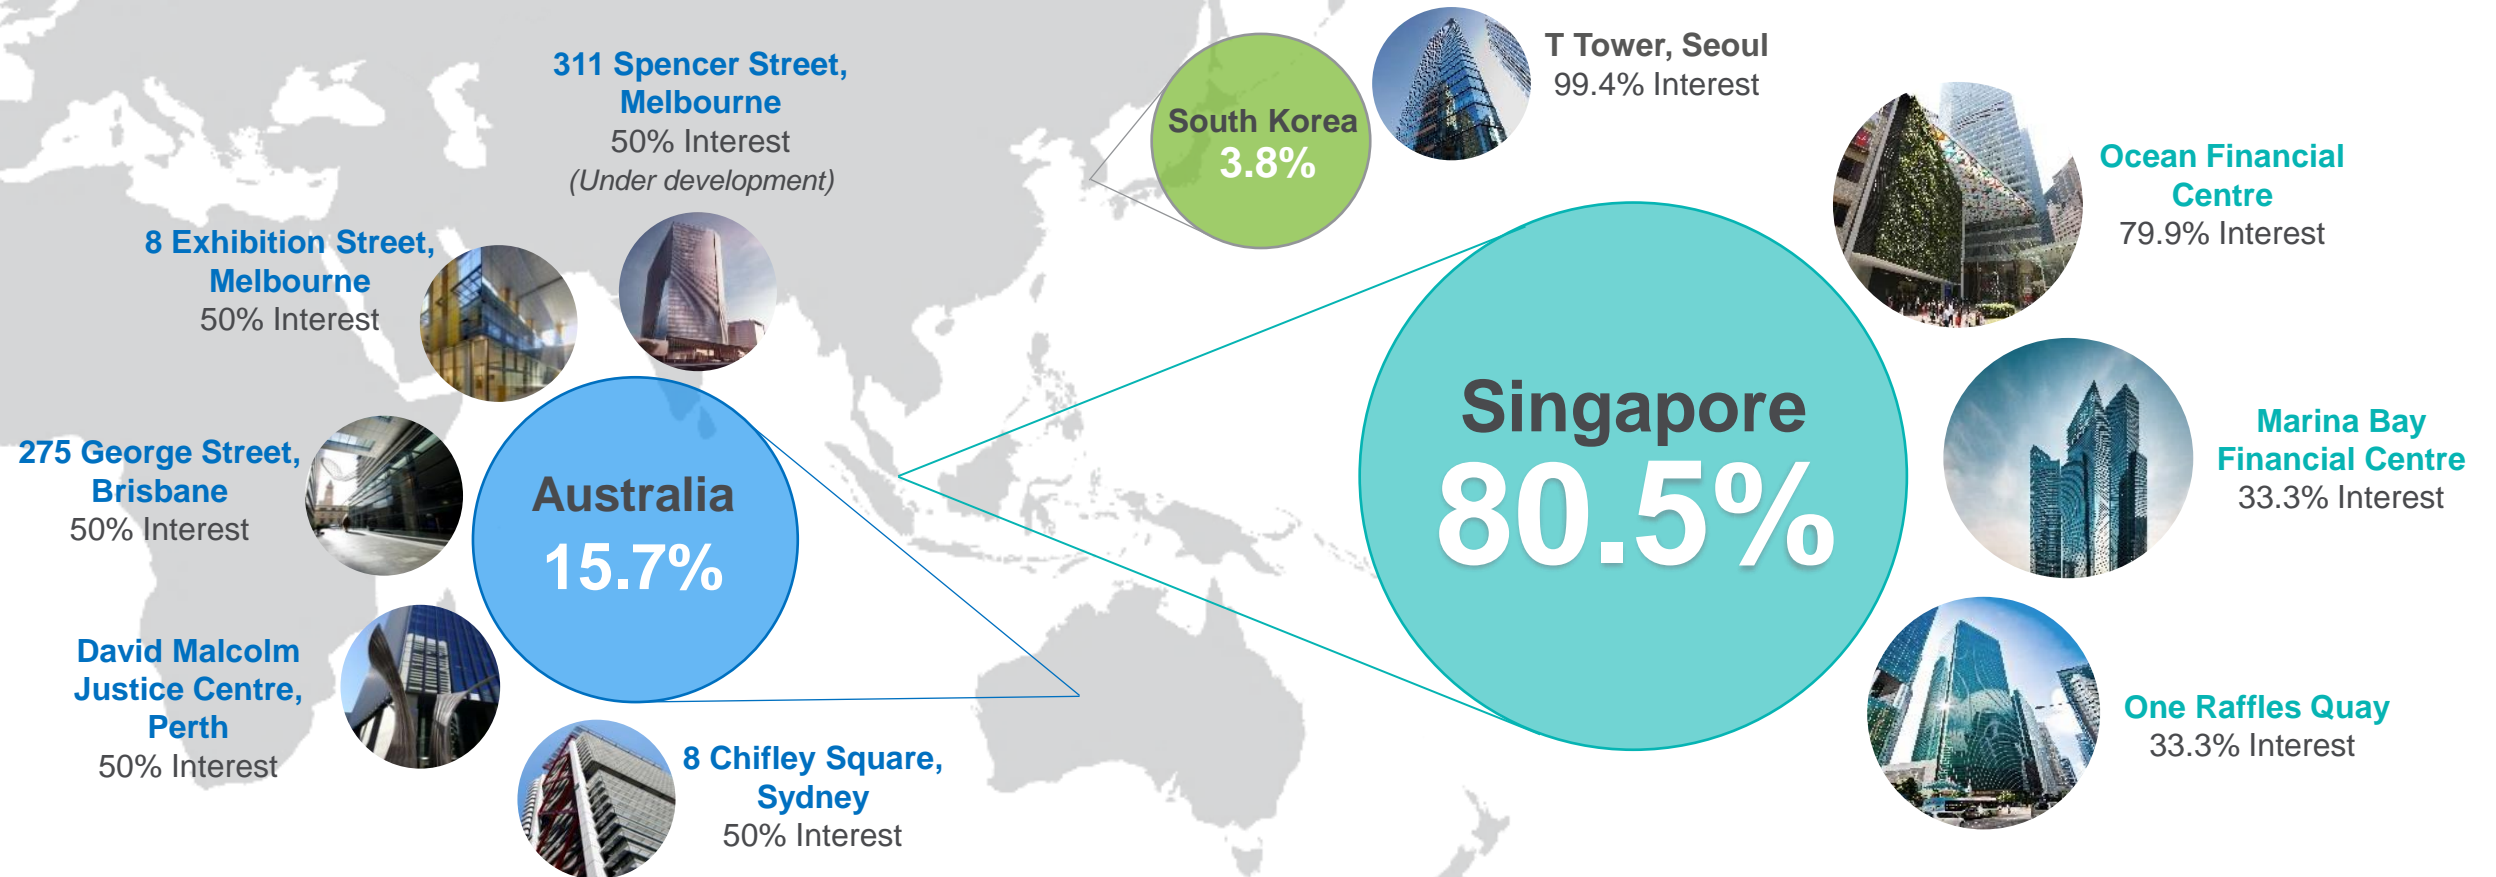 311 Spencer Street,
Melbourne
50% Interest
(Under development)
8 Exhibition Street,
Melbourne
50% Interest
275 George Street,
Brisbane
50% Interest
David Malcolm
Justice Centre,
Perth
50% Interest
8 Chifley Square,
Sydney
50% Interest
Australia
15.7%
South Korea
3.8%
T Tower, Seoul
99.4% Interest
Singapore
80.5%
Ocean Financial
Centre
79.9% Interest
Marina Bay
Financial Centre
33.3% Interest
One Raffles Quay
33.3% Interest